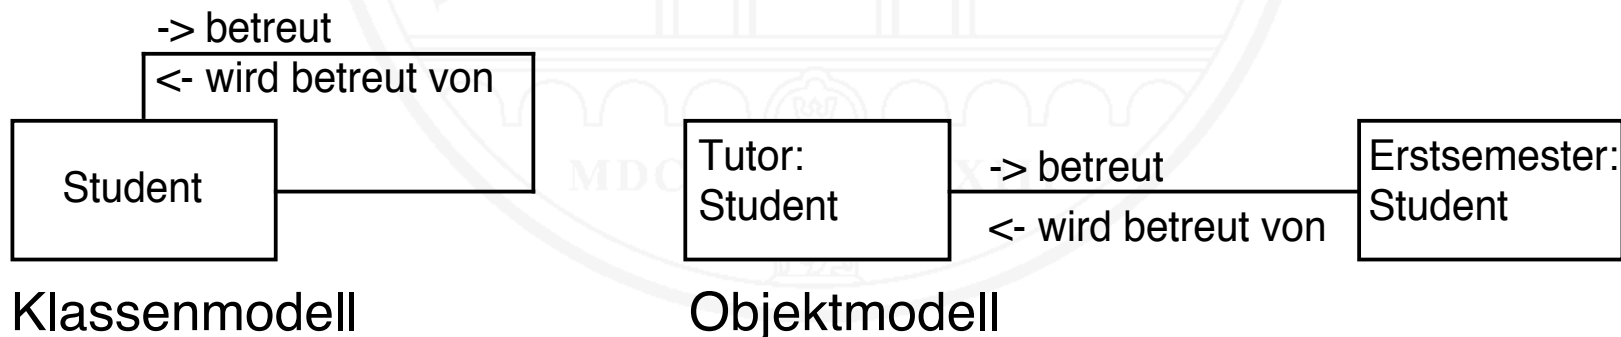 -> betreut
<- wird betreut von
Student
Klassenmodell
Tutor:
Student
-> betreut
<- wird betreut von
Erstsemester:
Student
Objektmodell